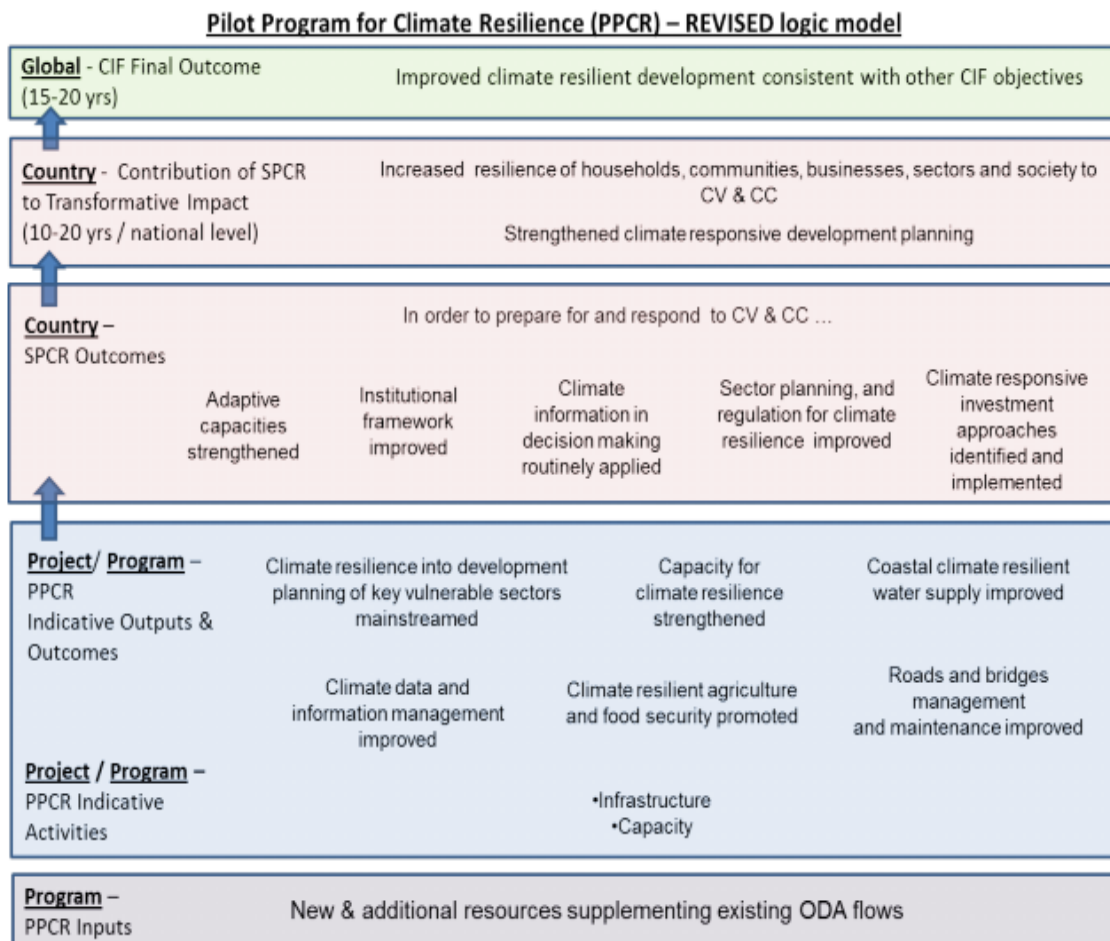 Pilot Program for Climate Resilience (PPCR) – REVISED logic model
Global - CIF Final Outcome
(15-20 yrs)
Improved climate resilient development consistent with other CIF objectives
Country - Contribution of SPCR
to Transformative Impact
(10-20 yrs / national level)
Increased resilience of households, communities, businesses, sectors and society to
CV & CC
Strengthened climate responsive development planning
Country –
SPCR Outcomes
In order to prepare for and respond to CV & CC ...
Adaptive
capacities
strengthened
Institutional
framework
improved
Climate
information in
decision making
routinely applied
Sector planning, and
regulation for climate
resilience improved
Climate responsive
investment
approaches
identified and
implemented
Project/ Program –
PPCR
Indicative Outputs &
Outcomes
Climate resilience into development
planning of key vulnerable sectors
mainstreamed
Capacity for
climate resilience
strengthened
Coastal climate resilient
water supply improved
Climate data and
information management
improved
Climate resilient agriculture
and food security promoted
Roads and bridges
management
and maintenance improved
Project / Program –
PPCR Indicative
Activities
•Infrastructure
•Capacity
Program –
PPCR Inputs
New & additional resources supplementing existing ODA flows